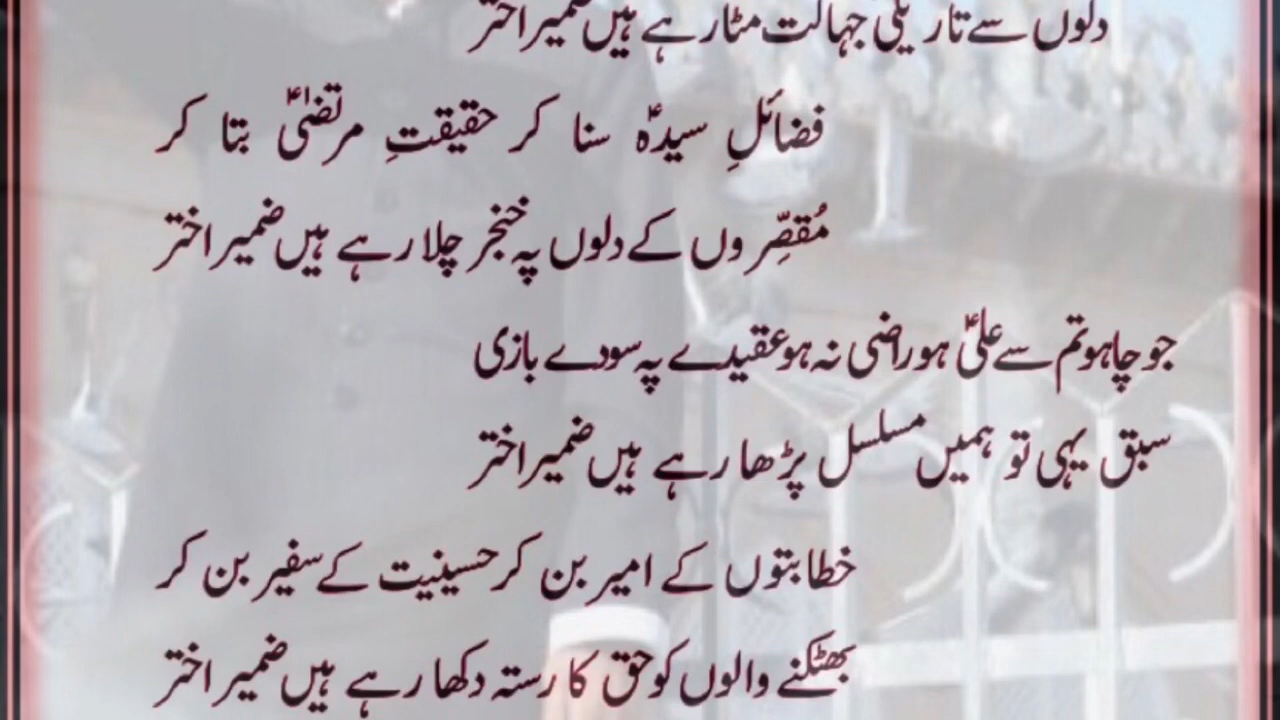 دلوں سے تاریکی جہالت مٹا رہے ہیں ضمیر اختر
فضائلِ سیدہؑ سنا کر حقیقتِ مرتضیٰؑ بتا کر
مُقصِّروں کے دلوں پہ خنجر چلا رہے ہیں ضمیر اختر
جو چاہو تم سے علیؑ ہو راضی نہ ہو عقیدے پہ سودے بازی
سبق یہی تو ہمیں مسلسل پڑھا رہے ہیں ضمیر اختر
خطابتوں کے امیر بن کر حسینیت کے سفیر بن کر
بھٹکنے والوں کو حق کا رستہ دکھا رہے ہیں ضمیر اختر